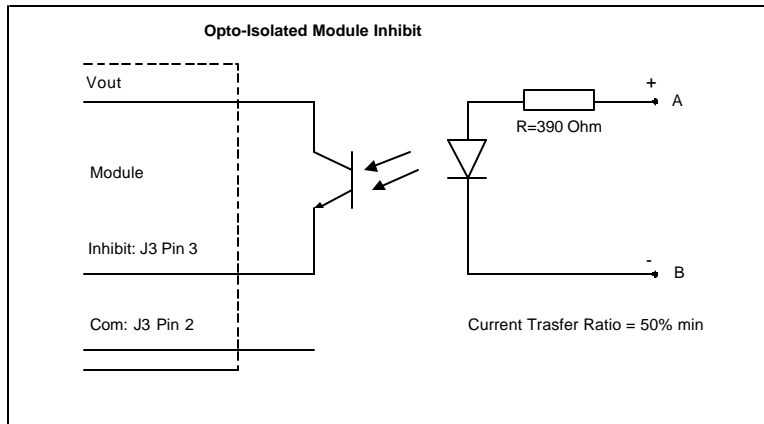 Opto-Isolated Module Inhibit
Vout
+
A
R=390 Ohm
Module
Inhibit: J3 Pin 3
-
B
Com: J3 Pin 2
Current Trasfer Ratio = 50% min